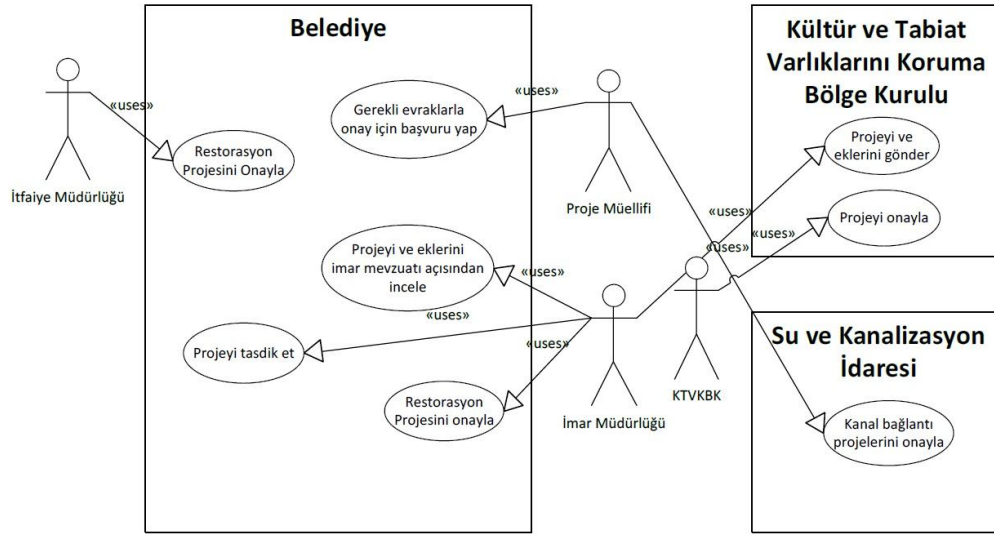 Belediye
Kültür ve Tabiat
Varlıklarını Koruma
Bölge Kurulu
«uses»
Gerekli evraklarla
onay için başvuru yap
«uses»
Restorasyon
Projesini Onayla
İtfaiye Müdürlüğü
Proje Müellifi
Projeyi ve
eklerini gönder
«uses»
Projeyi onayla
«uses»
«uses»
Projeyi ve eklerini
imar mevzuatı açısından
incele
«uses»
«uses»
«uses»
Projeyi tasdik et
Restorasyon
Projesini onayla
İmar Müdürlüğü
KTVKBK
Su ve Kanalizasyon
İdaresi
Kanal bağlantı
projelerini onayla